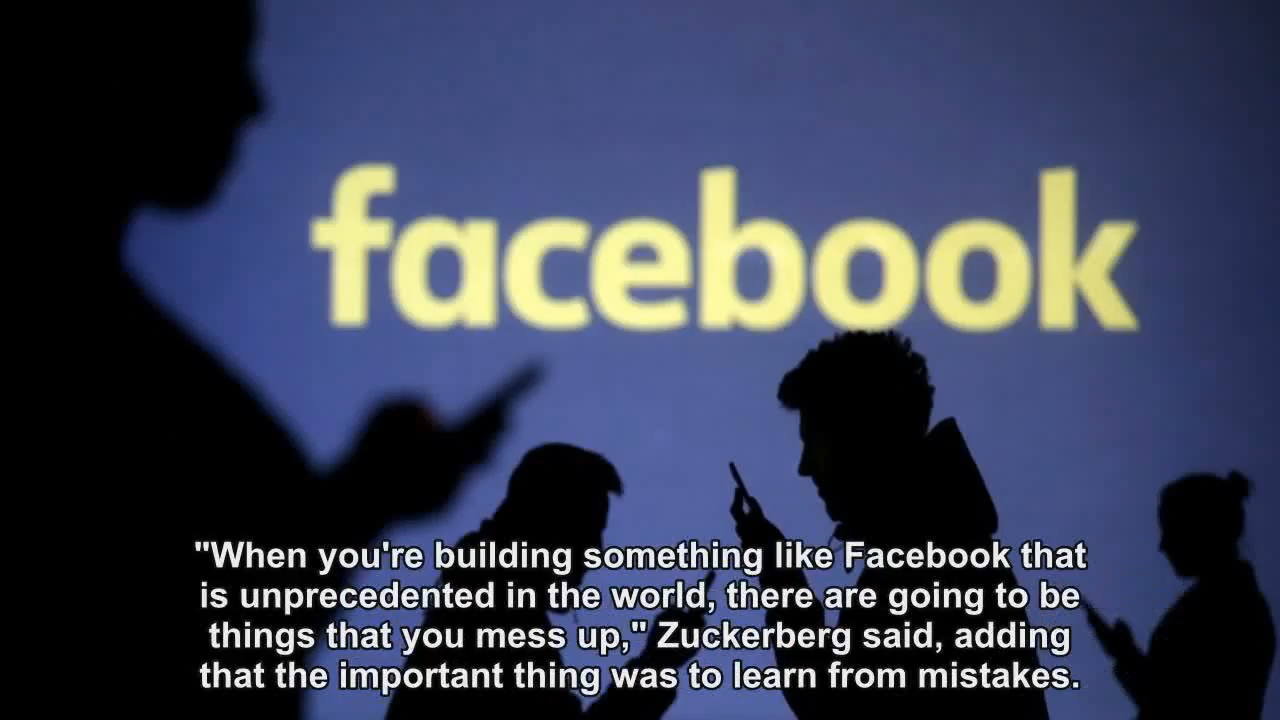 facebook
"When you're building something like Facebook that
is unprecedented in the world, there are going to be
things that you mess up," Zuckerberg said, adding
that the important thing was to learn from mistakes.